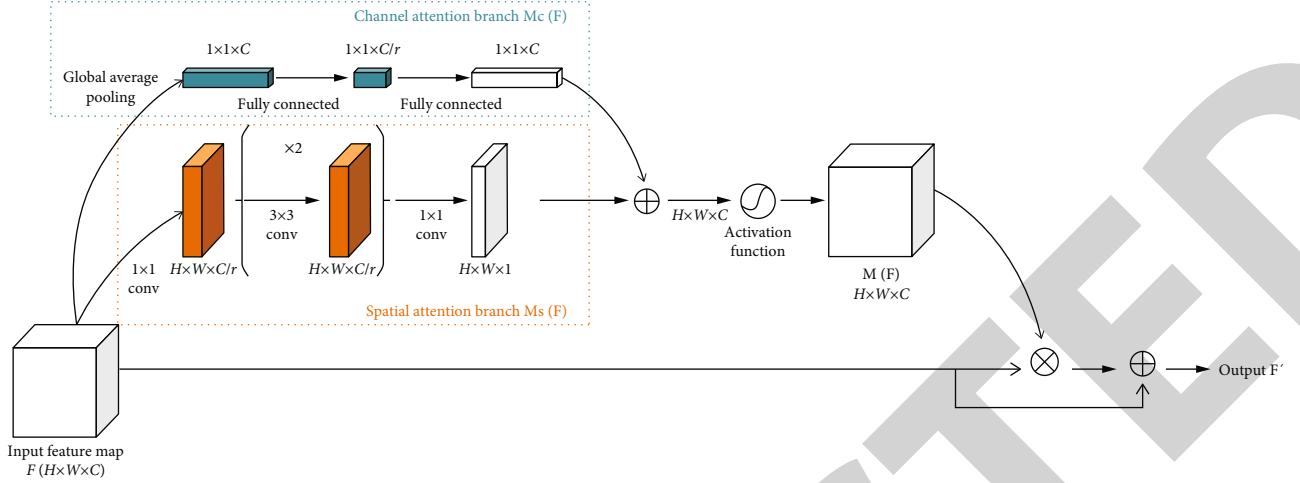 Channel attention branch Mc (F)
1×1×C
1×1×C/r
1×1×C
Global average
pooling
Fully connected
Fully connected
×2
3×3
conv
1×1
conv
1×1
conv
H×W×C/r
H×W×C/r
H×W×1
Spatial attention branch Ms (F)
H×W×C
Activation
function
M (F)
H×W×C
Input feature map
F (H×W×C)
Output F´